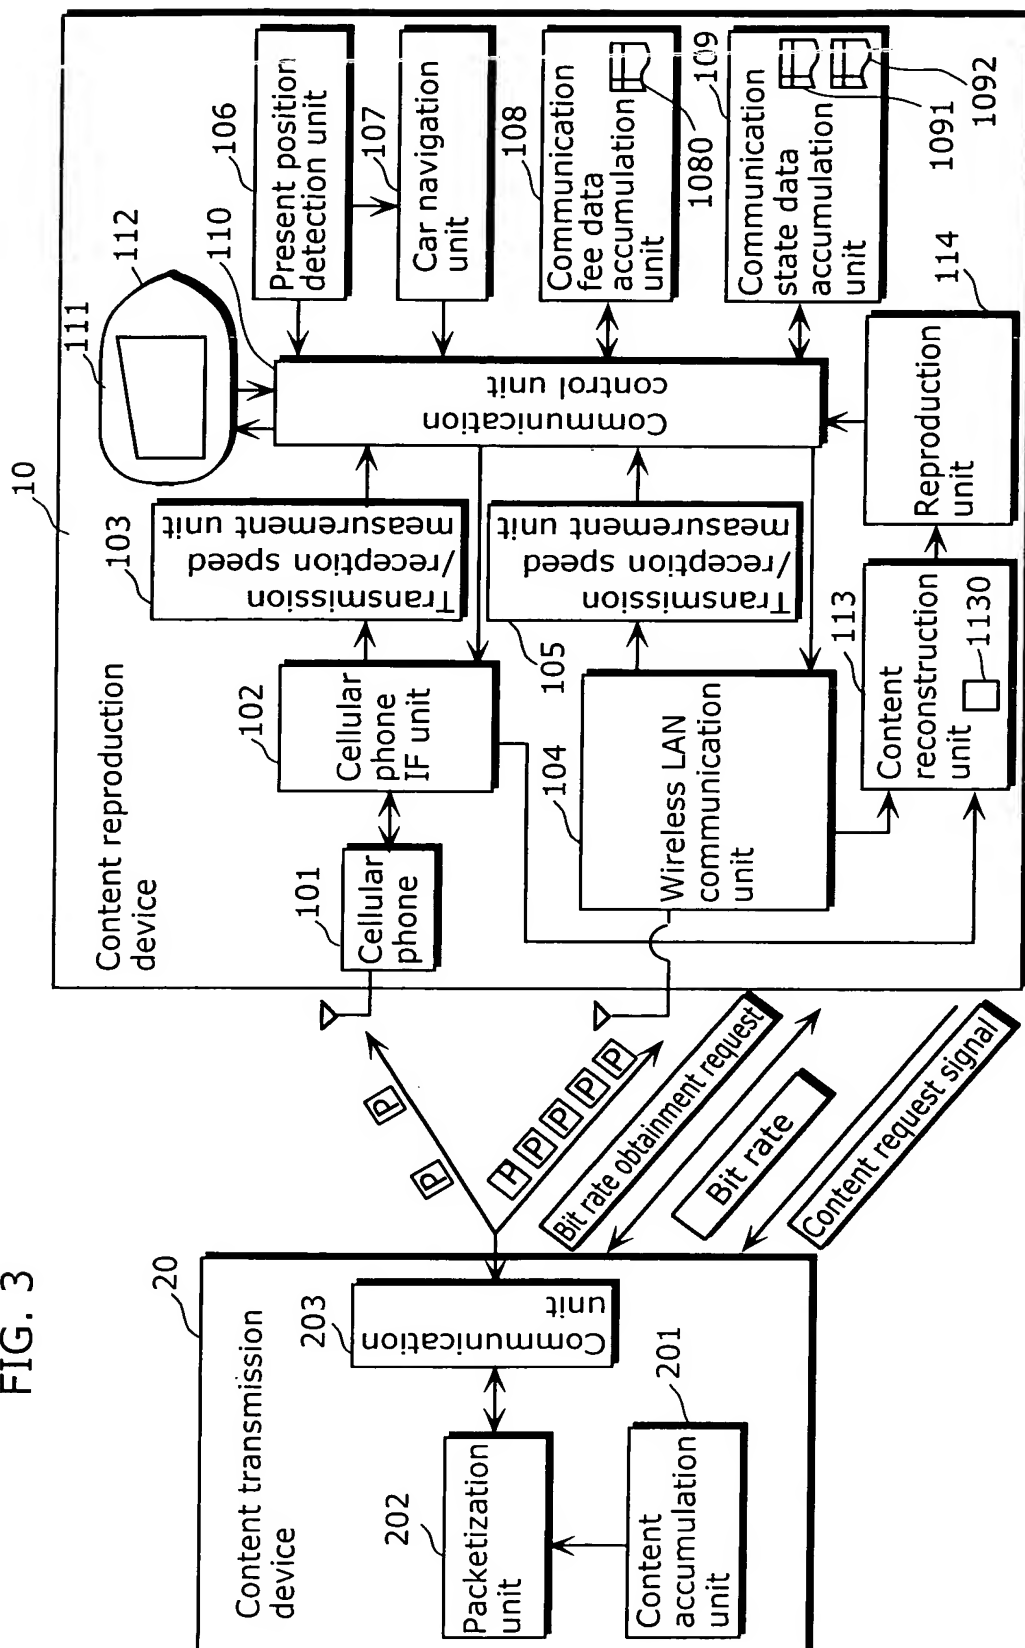 FIG. 3
20
Content transmission
device
203
Communication
unit
202
Packetization
unit
201
Content
accumulation
unit
P
P
P
P
P
P
P
Bit rate obtainment request
Bit rate
Content request signal
10
Content reproduction
device
101
Cellular
phone
102
Cellular
phone
IF unit
103
Transmission
/reception speed
measurement unit
104
Wireless LAN
communication
unit
105
Transmission
/reception speed
measurement unit
111
112
110
Communication
control unit
106
Present position
detection unit
107
Car navigation
unit
108
Communication
fee data
accumulation
unit
1080
109
Communication
state data
accumulation
unit
1091
1092
113
Content
reconstruction
unit
1130
114
Reproduction
unit